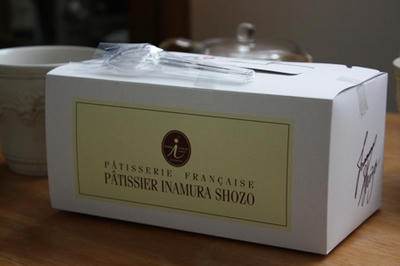 i
PÂTISSERIE FRANÇAISE
PÂTISSIER INAMURA SHOZO